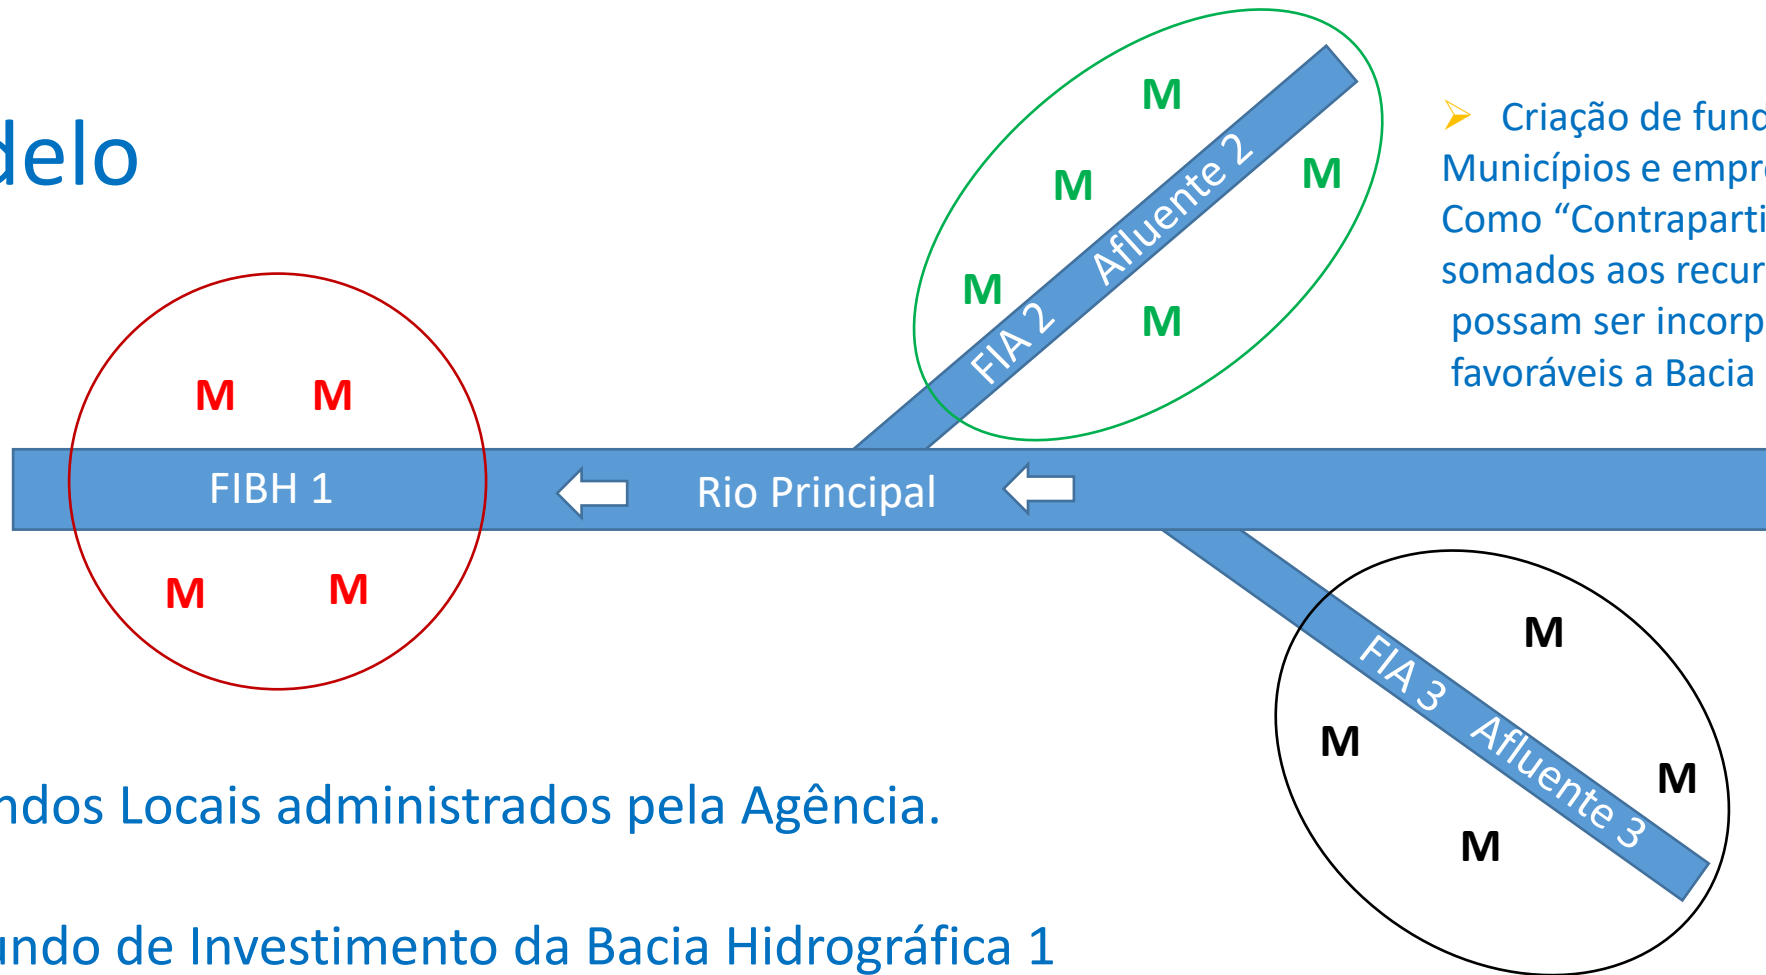 delo
M
M
M
M
M
Criação de fund
Municípios e empre
Como “Contraparti
somados aos recur
possam ser incorp
favoráveis a Bacia
FIA 2 Afluente 2
M M
FIBH 1
Rio Principal
M M
M
M
M
M
FIA 3 Afluente 3
ndos Locais administrados pela Agência.
undo de Investimento da Bacia Hidrográfica 1